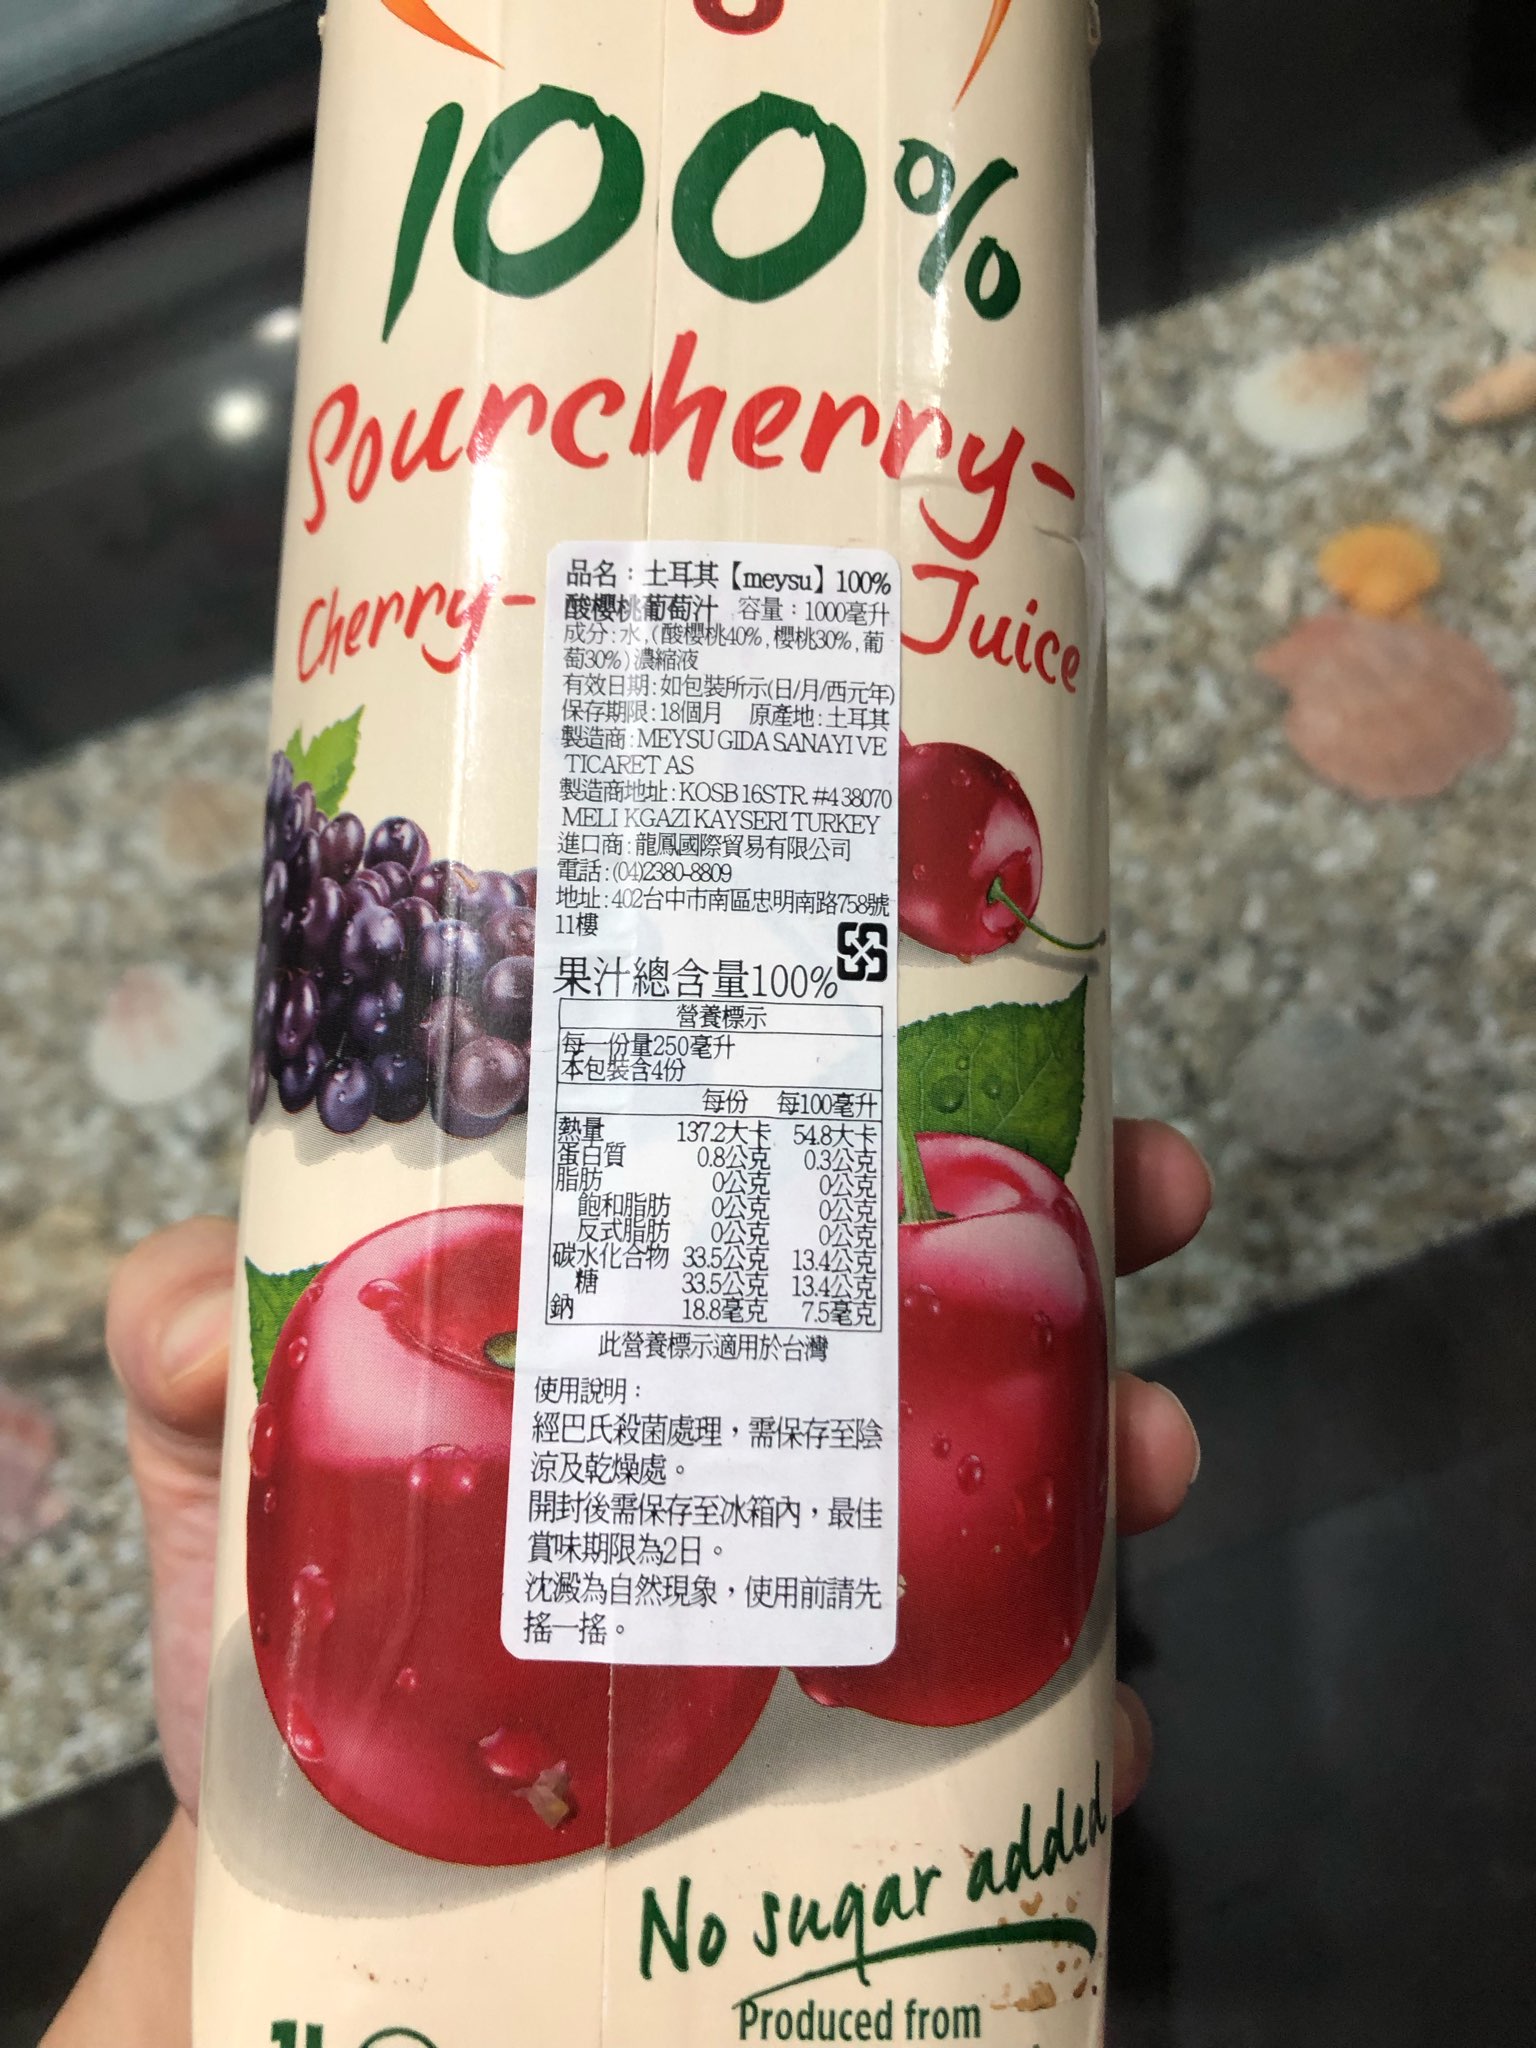 100%
Sourcherry-
Cherry-
Juice
品名：土耳其【meysu】100%
酸櫻桃葡萄汁 容量：1000毫升
成分:水,(酸櫻桃40%,櫻桃30%,葡
萄30%)濃縮液
有效日期:如包裝所示(日/月/西元年)
保存期限:18個月 原產地:土耳其
製造商:MEYSU GIDA SANAYI VE
TICARET AS
製造商地址:KOSB 16STR. #4 38070
MELI KGAZI KAYSERI TURKEY
進口商:龍鳳國際貿易有限公司
電話:(04)2380-8809
地址:402台中市南區忠明南路758號
11樓
果汁總含量100%
營養標示
每一份量250毫升
本包裝含4份
每份 每100毫升
熱量 137.2大卡 54.8大卡
蛋白質 0.8公克 0.3公克
脂肪 0公克 0公克
飽和脂肪 0公克 0公克
反式脂肪 0公克 0公克
碳水化合物 33.5公克 13.4公克
糖 33.5公克 13.4公克
鈉 18.8毫克 7.5毫克
此營養標示適用於台灣
使用說明：
經巴氏殺菌處理，需保存至陰
涼及乾燥處。
開封後需保存至冰箱內，最佳
賞味期限為2日。
沈澱為自然現象，使用前請先
搖一搖。
No sugar added
Produced from